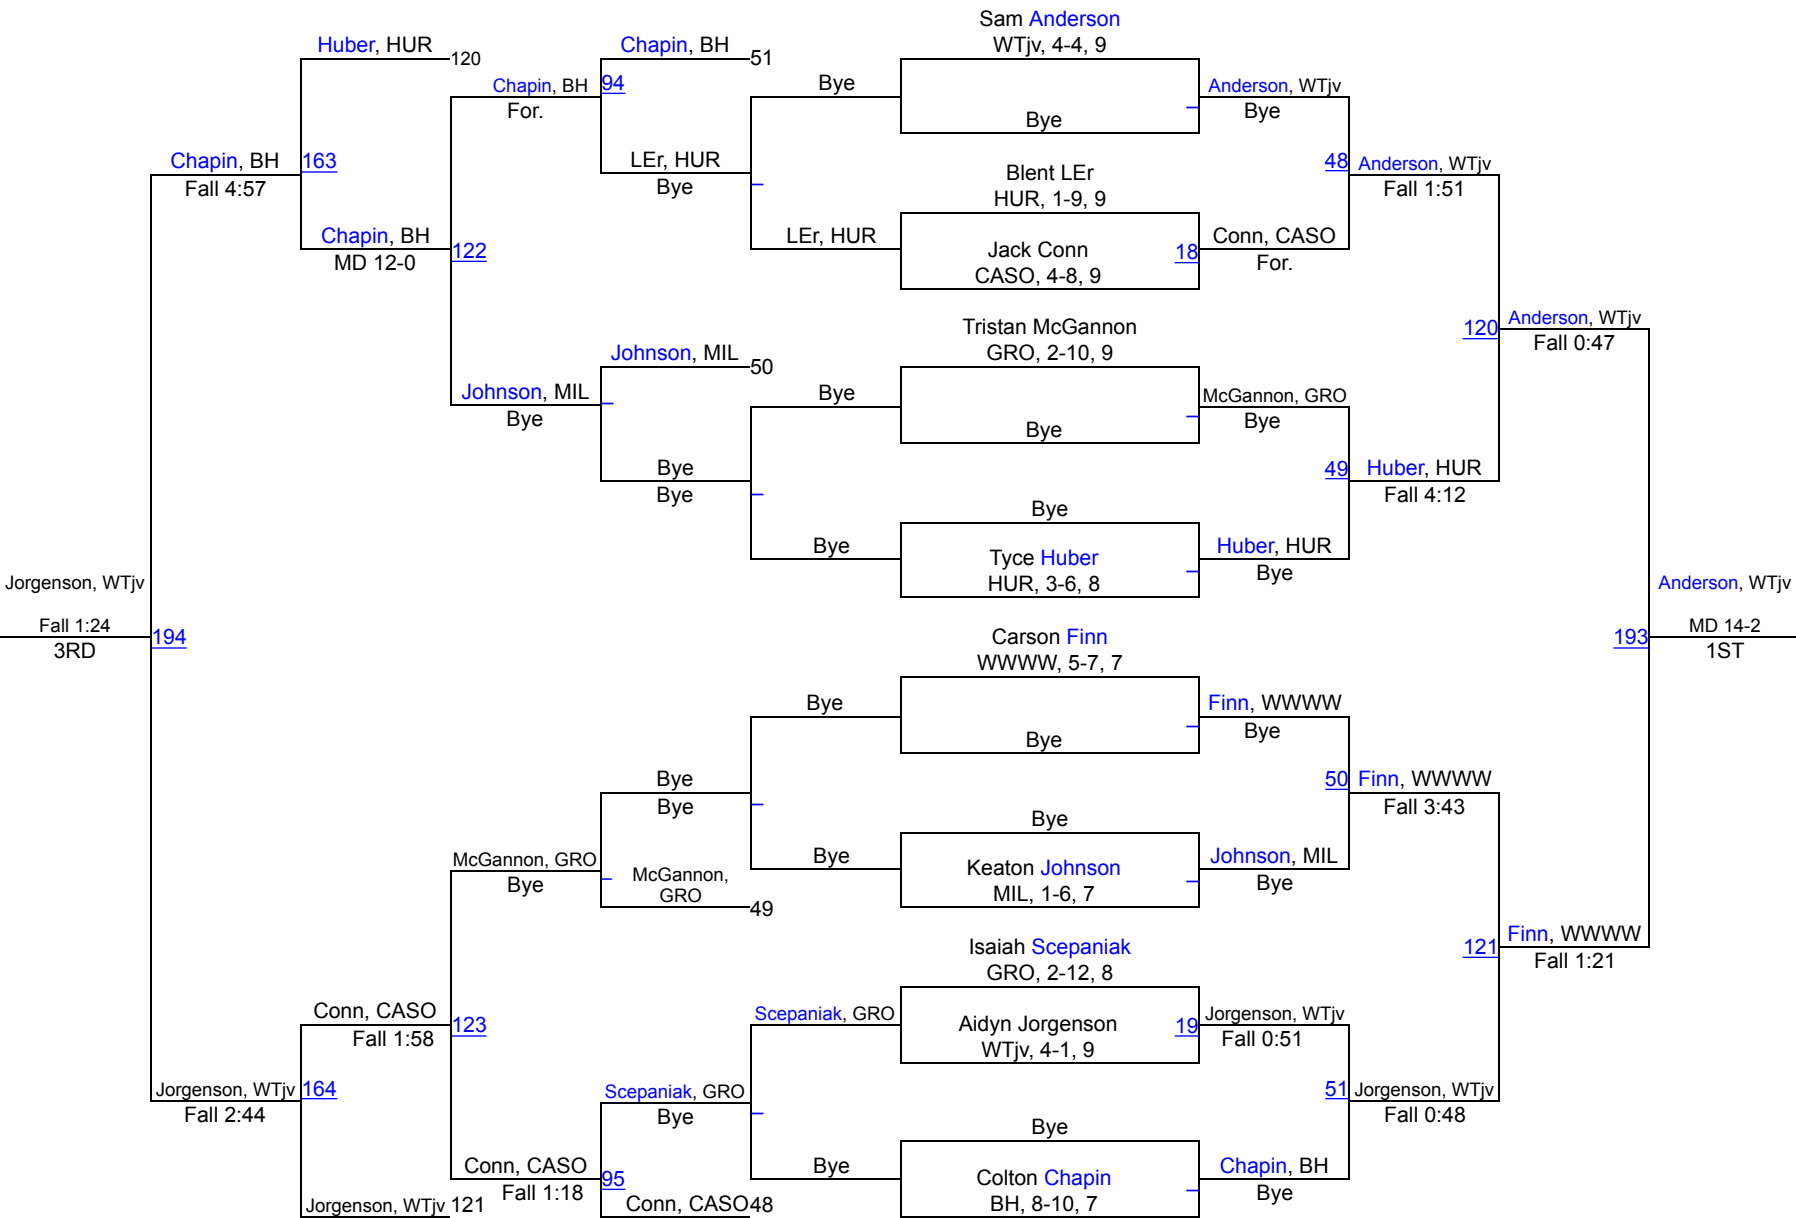 Sam Anderson
WTjv, 4-4, 9
Huber, HUR
120
Chapin, BH
51
Chapin, BH
For.
94
Bye
Bye
Anderson, WTjv
Bye
Chapin, BH
Fall 4:57
163
LEr, HUR
Bye
Blent LEr
HUR, 1-9, 9
48
Anderson, WTjv
Fall 1:51
Chapin, BH
MD 12-0
122
LEr, HUR
Jack Conn
CASO, 4-8, 9
18
Conn, CASO
For.
Tristan McGannon
GRO, 2-10, 9
120
Anderson, WTjv
Fall 0:47
Johnson, MIL
50
Johnson, MIL
Bye
Bye
Bye
McGannon, GRO
Bye
Bye
Bye
49
Huber, HUR
Fall 4:12
Bye
Bye
Tyce Huber
HUR, 3-6, 8
Huber, HUR
Bye
Jorgenson, WTjv
Fall 1:24
3RD
194
Anderson, WTjv
MD 14-2
1ST
193
Carson Finn
WWWW, 5-7, 7
Bye
Bye
Finn, WWWW
Bye
Bye
Bye
50
Finn, WWWW
Fall 3:43
Bye
McGannon, GRO
Bye
McGannon,
GRO
49
Bye
Keaton Johnson
MIL, 1-6, 7
Johnson, MIL
Bye
Isaiah Scepaniak
GRO, 2-12, 8
121
Finn, WWWW
Fall 1:21
Conn, CASO
Fall 1:58
123
Scepaniak, GRO
Aidyn Jorgenson
WTjv, 4-1, 9
19
Jorgenson, WTjv
Fall 0:51
Jorgenson, WTjv
Fall 2:44
164
Scepaniak, GRO
Bye
51
Jorgenson, WTjv
Fall 0:48
Bye
Conn, CASO
Fall 1:18
95
Bye
Colton Chapin
BH, 8-10, 7
Chapin, BH
Bye
Jorgenson, WTjv
121
Conn, CASO
48